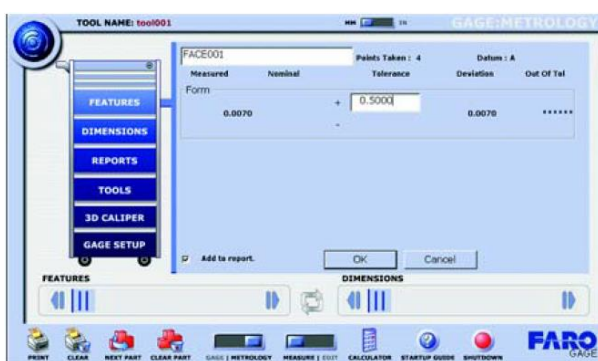 TOOL NAME: tool001 MM IN GAGE:METROLOGY
FACE001 Points Taken : 4 Datum : A
Measured Nominal Tolerance Deviation Out Of Tol
Form
+ 0.5000
0.0070 0.0070 ******
-
FEATURES
DIMENSIONS
REPORTS
TOOLS
3D CALIPER
GAGE SETUP
Add to report. OK Cancel
FEATURES DIMENSIONS
PRINT CLEAR NEXT PART CLEAR PART GAGE | METROLOGY MEASURE | EDIT CALCULATOR STARTUP GUIDE SHUTDOWN
FARO
GAGE